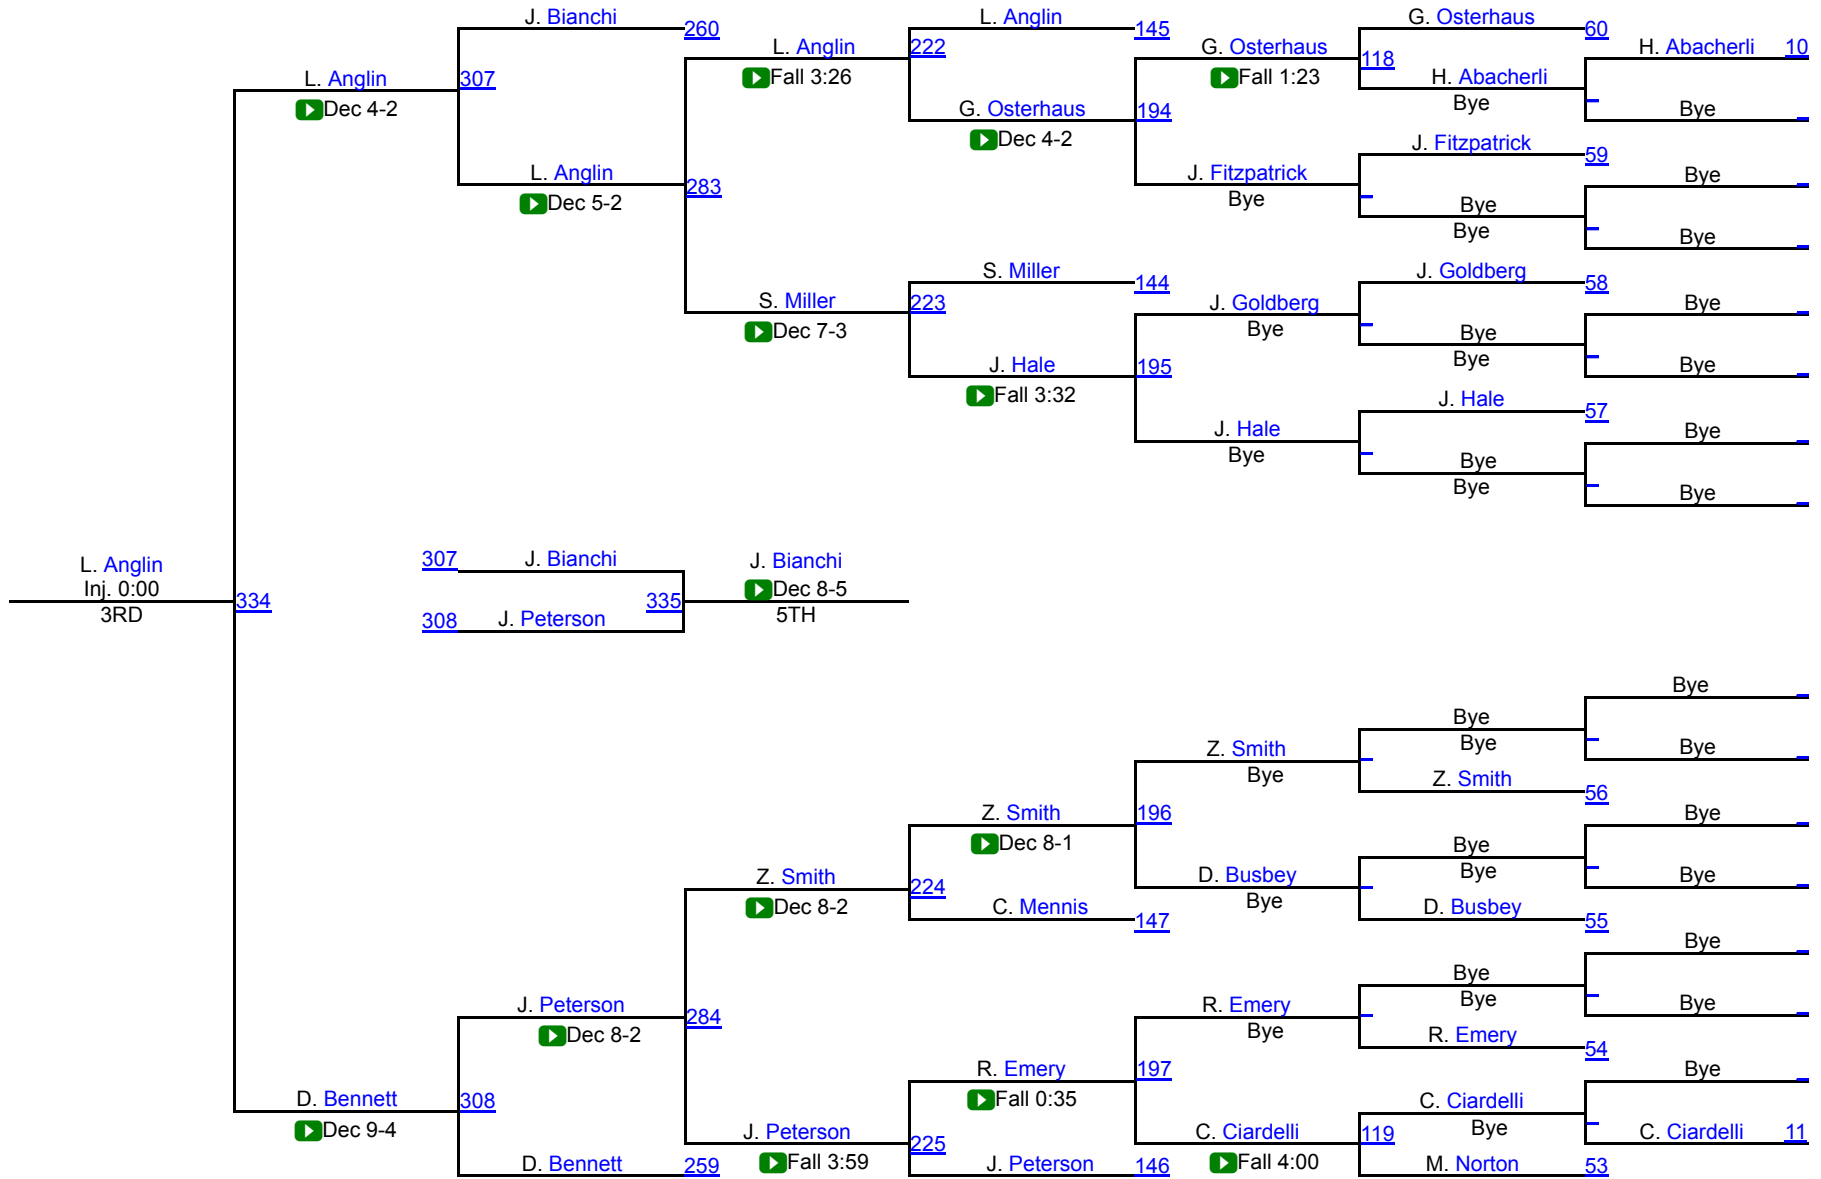 J. Bianchi
260
L. Anglin
307
Dec 4-2
L. Anglin
Dec 5-2
L. Anglin
222
Fall 3:26
283
S. Miller
Dec 7-3
L. Anglin
145
G. Osterhaus
Dec 4-2
194
S. Miller
144
223
J. Hale
Fall 3:32
195
G. Osterhaus
Fall 1:23
118
J. Fitzpatrick
Bye
J. Goldberg
Bye
J. Hale
Bye
G. Osterhaus
60
H. Abacherli
Bye
J. Fitzpatrick
59
Bye
Bye
J. Goldberg
58
Bye
Bye
J. Hale
57
Bye
Bye
H. Abacherli 10
Bye
Bye
Bye
Bye
Bye
Bye
Bye
L. Anglin
Inj. 0:00
3RD
334
307 J. Bianchi
308 J. Peterson
335
J. Bianchi
Dec 8-5
5TH
D. Bennett
Dec 9-4
308
J. Peterson
Dec 8-2
284
D. Bennett 259
Z. Smith
Dec 8-2
224
J. Peterson
Fall 3:59
225
Z. Smith
Dec 8-1
196
C. Mennis
147
R. Emery
Fall 0:35
197
J. Peterson 146
Z. Smith
Bye
D. Busbey
Bye
R. Emery
Bye
C. Ciardelli
Fall 4:00
119
Bye
Bye
Z. Smith
56
Bye
Bye
D. Busbey
55
Bye
Bye
R. Emery
54
C. Ciardelli
Bye
M. Norton 53
Bye
Bye
Bye
Bye
Bye
Bye
Bye
C. Ciardelli 11